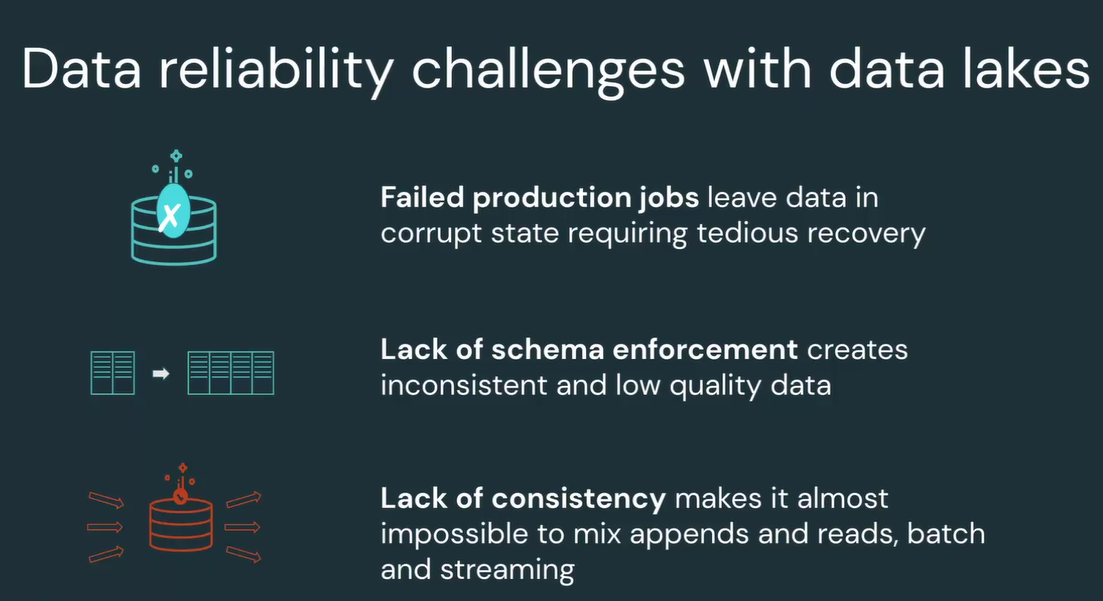 Data reliability challenges with data lakes
Failed production jobs leave data in
corrupt state requiring tedious recovery
Lack of schema enforcement creates
inconsistent and low quality data
Lack of consistency makes it almost
impossible to mix appends and reads, batch
and streaming